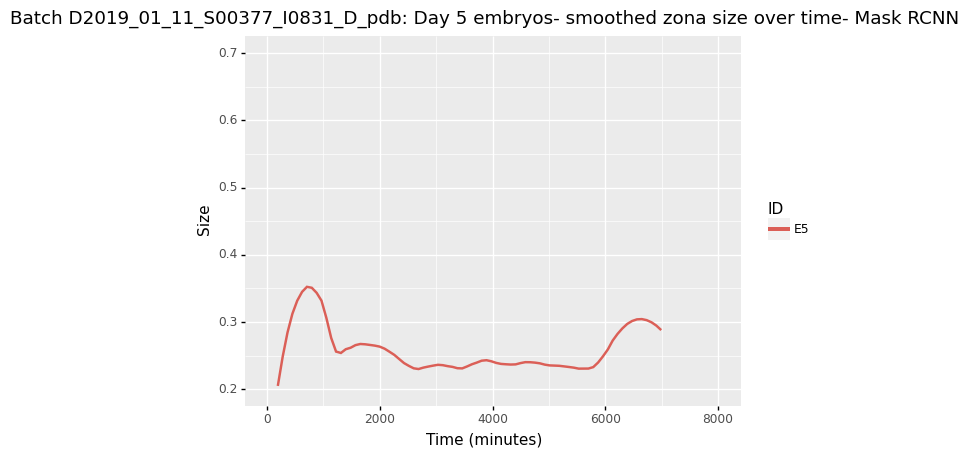 Batch D2019_01_11_S00377_I0831_D_pdb: Day 5 embryos- smoothed zona size over time- Mask RCNN
0.7
0.6
0.5
0.4
0.3
0.2
Size
0 2000 4000 6000 8000
Time (minutes)
ID
E5